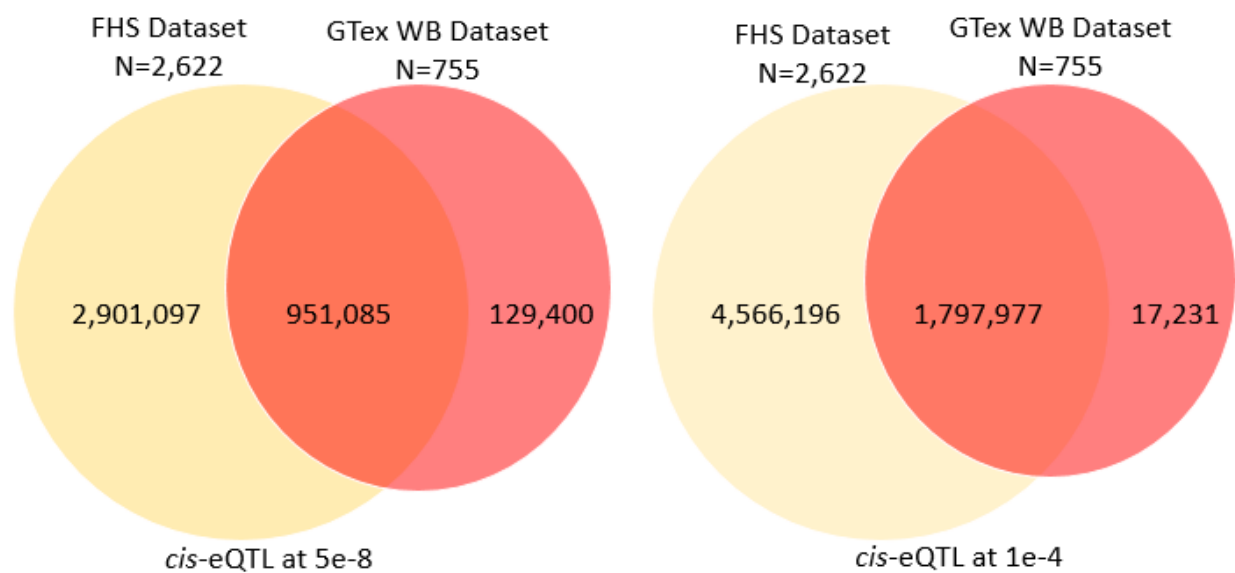 FHS Dataset
N=2,622
GTex WB Dataset
N=755
2,901,097
951,085
129,400
cis-eQTL at 5e-8
FHS Dataset
N=2,622
GTex WB Dataset
N=755
4,566,196
1,797,977
17,231
cis-eQTL at 1e-4